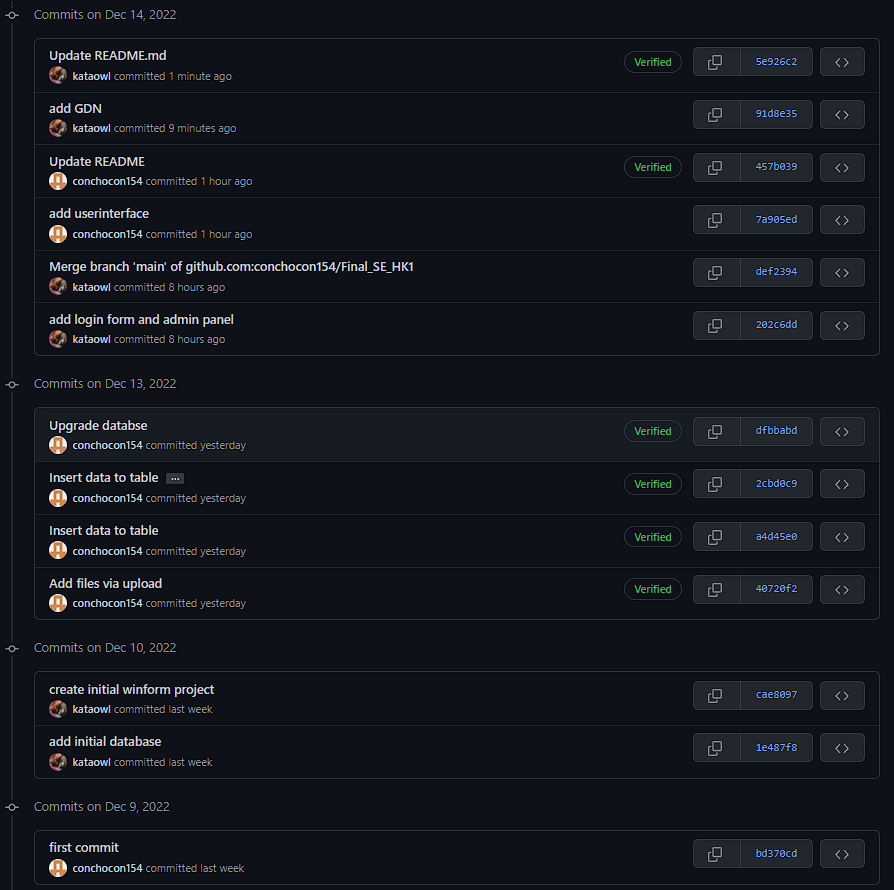 Commits on Dec 14, 2022
Update README.md
kataowl committed 1 minute ago
Verified
5e926c2
add GDN
kataowl committed 9 minutes ago
91d8e35
Update README
conchocon154 committed 1 hour ago
Verified
457b039
add userinterface
conchocon154 committed 1 hour ago
7a905ed
Merge branch 'main' of github.com:conchocon154/Final_SE_HK1
kataowl committed 8 hours ago
def2394
add login form and admin panel
kataowl committed 8 hours ago
202c6dd
Commits on Dec 13, 2022
Upgrade databse
conchocon154 committed yesterday
Verified
dfbbabd
Insert data to table ...
conchocon154 committed yesterday
Verified
2cbd0c9
Insert data to table
conchocon154 committed yesterday
Verified
a4d45e0
Add files via upload
conchocon154 committed yesterday
Verified
40720f2
Commits on Dec 10, 2022
create initial winform project
kataowl committed last week
cae8097
add initial database
kataowl committed last week
1e487f8
Commits on Dec 9, 2022
first commit
conchocon154 committed last week
bd370cd